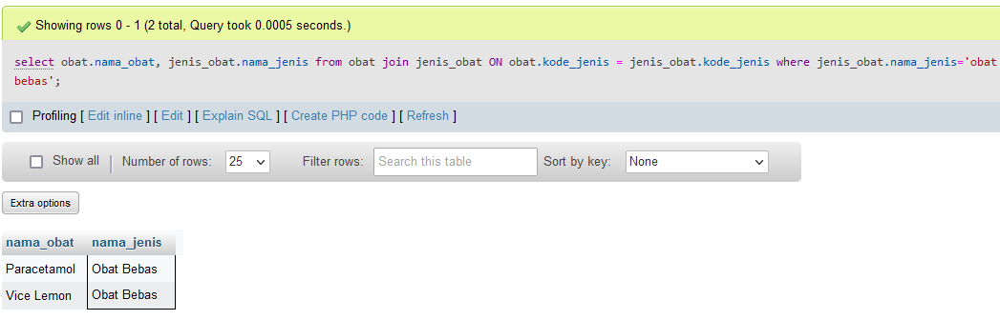 Showing rows 0 - 1 (2 total, Query took 0.0005 seconds.)
select obat.nama_obat, jenis_obat.nama_jenis from obat join jenis_obat ON obat.kode_jenis = jenis_obat.kode_jenis where jenis_obat.nama_jenis='obat
bebas';
Profiling [ Edit inline ] [ Edit ] [ Explain SQL ] [ Create PHP code ] [ Refresh ]
Show all Number of rows: 25 Filter rows: Search this table Sort by key: None
Extra options
nama_obat nama_jenis
Paracetamol Obat Bebas
Vice Lemon Obat Bebas